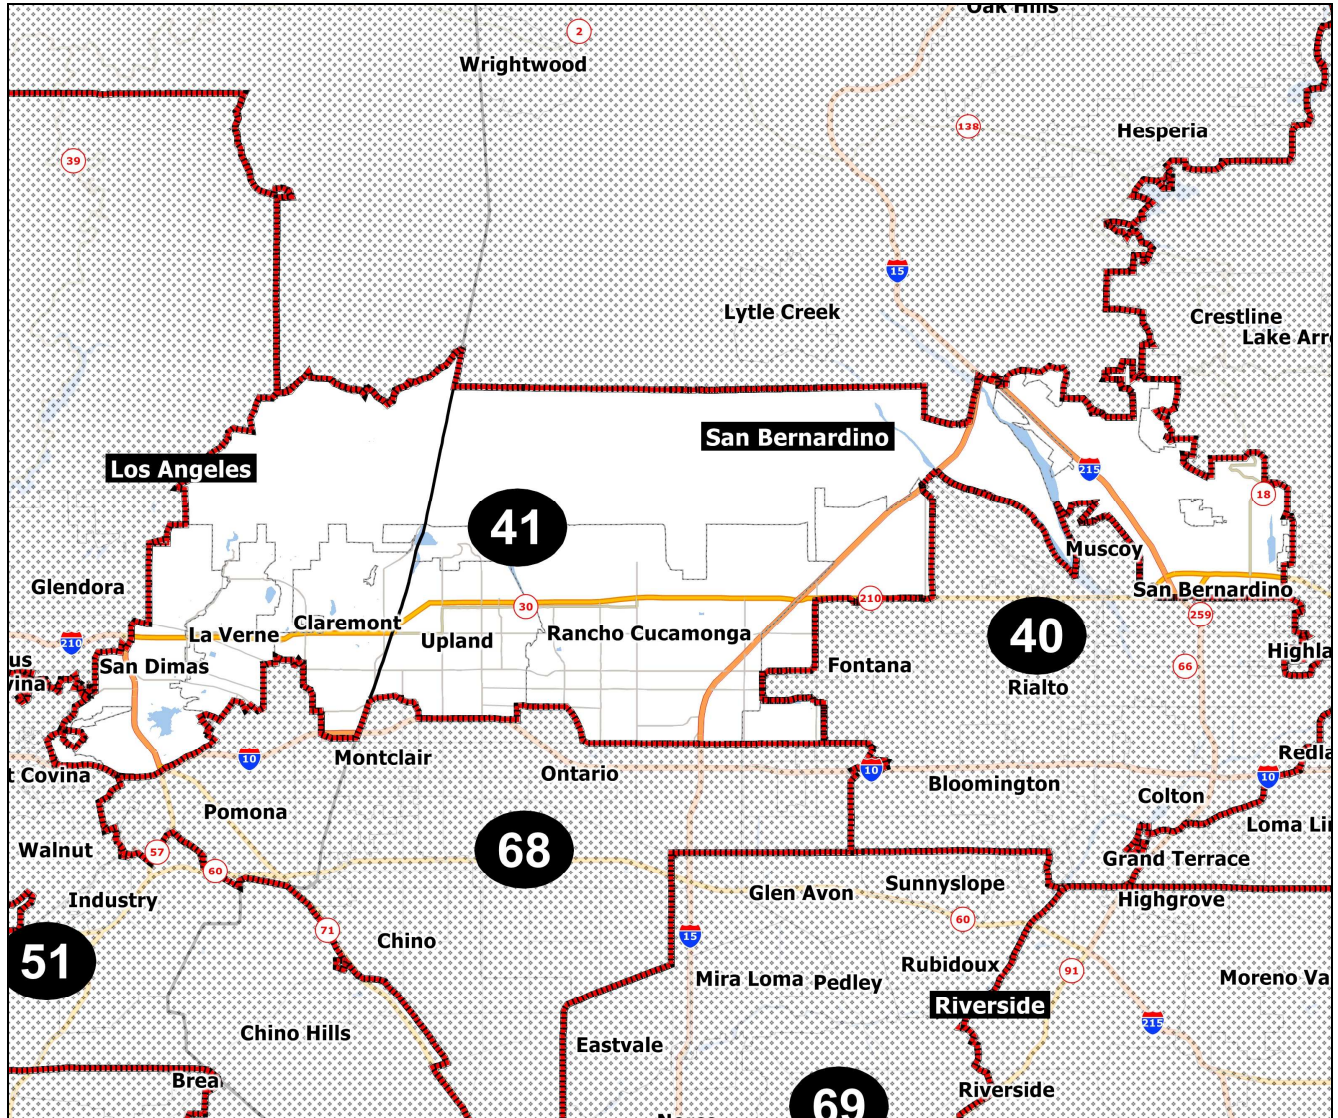 Oak Hills
2
Wrightwood
138
Hesperia
39
15
Lytle Creek
Crestline
Lake Arr
San Bernardino
Los Angeles
215
18
41
Muscoy
Glendora
San Bernardino
210
30
259
Claremont
La Verne
Upland
Rancho Cucamonga
40
210
us
vina
San Dimas
Fontana
66
Highla
Rialto
Montclair
10
Redla
t Covina
Ontario
10
Bloomington
10
Colton
Pomona
Loma Li
Walnut
57
68
Grand Terrace
60
Industry
Glen Avon
Sunnyslope
Highgrove
71
60
Chino
15
51
Rubidoux
91
Mira Loma
Pedley
Moreno Va
Riverside
215
Chino Hills
Eastvale
Brea
Riverside
69